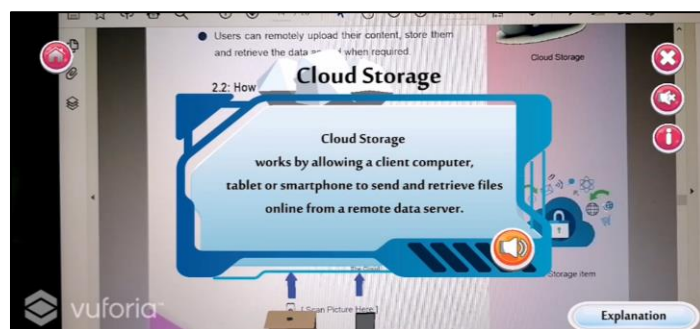 Users can remotely upload their content, store them
and retrieve the data when required
Cloud Storage
2.2: How
Cloud Storage
Cloud Storage
works by allowing a client computer,
tablet or smartphone to send and retrieve files
online from a remote data server.
Storage item
[ Scan Picture Here ]
vuforia
Explanation